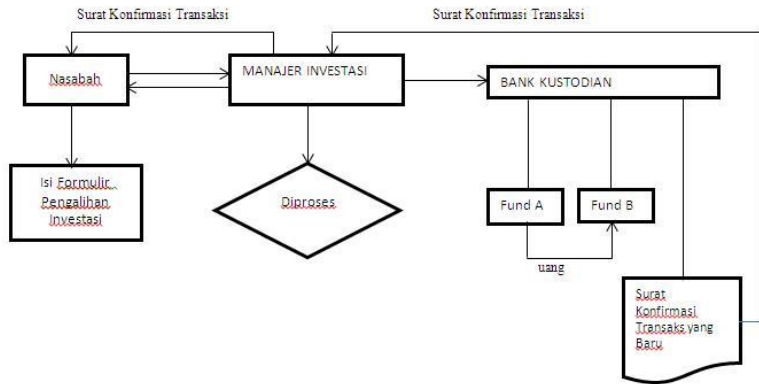 Surat Konfirmasi Transaksi
Surat Konfirmasi Transaksi
Nasabah
MANAJER INVESTASI
BANK KUSTODIAN
Isi Formulir
Pengalihan
Investasi
Diproses
Fund A
Fund B
uang
Surat
Konfirmasi
Transaks yang
Baru